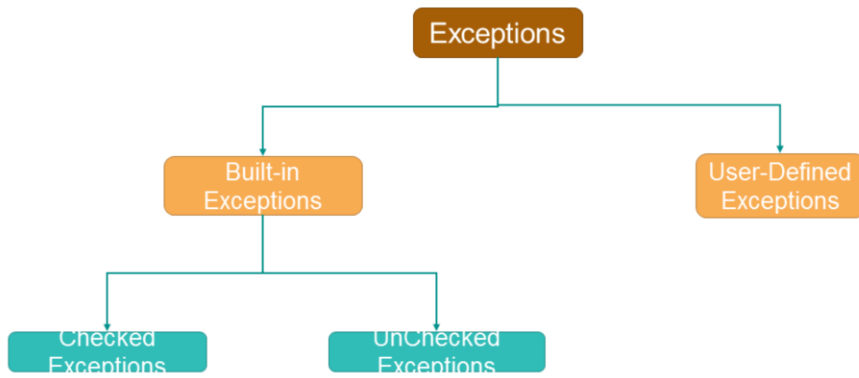 Exceptions
Built-in
Exceptions
User-Defined
Exceptions
Checked
Exceptions
UnChecked
Exceptions